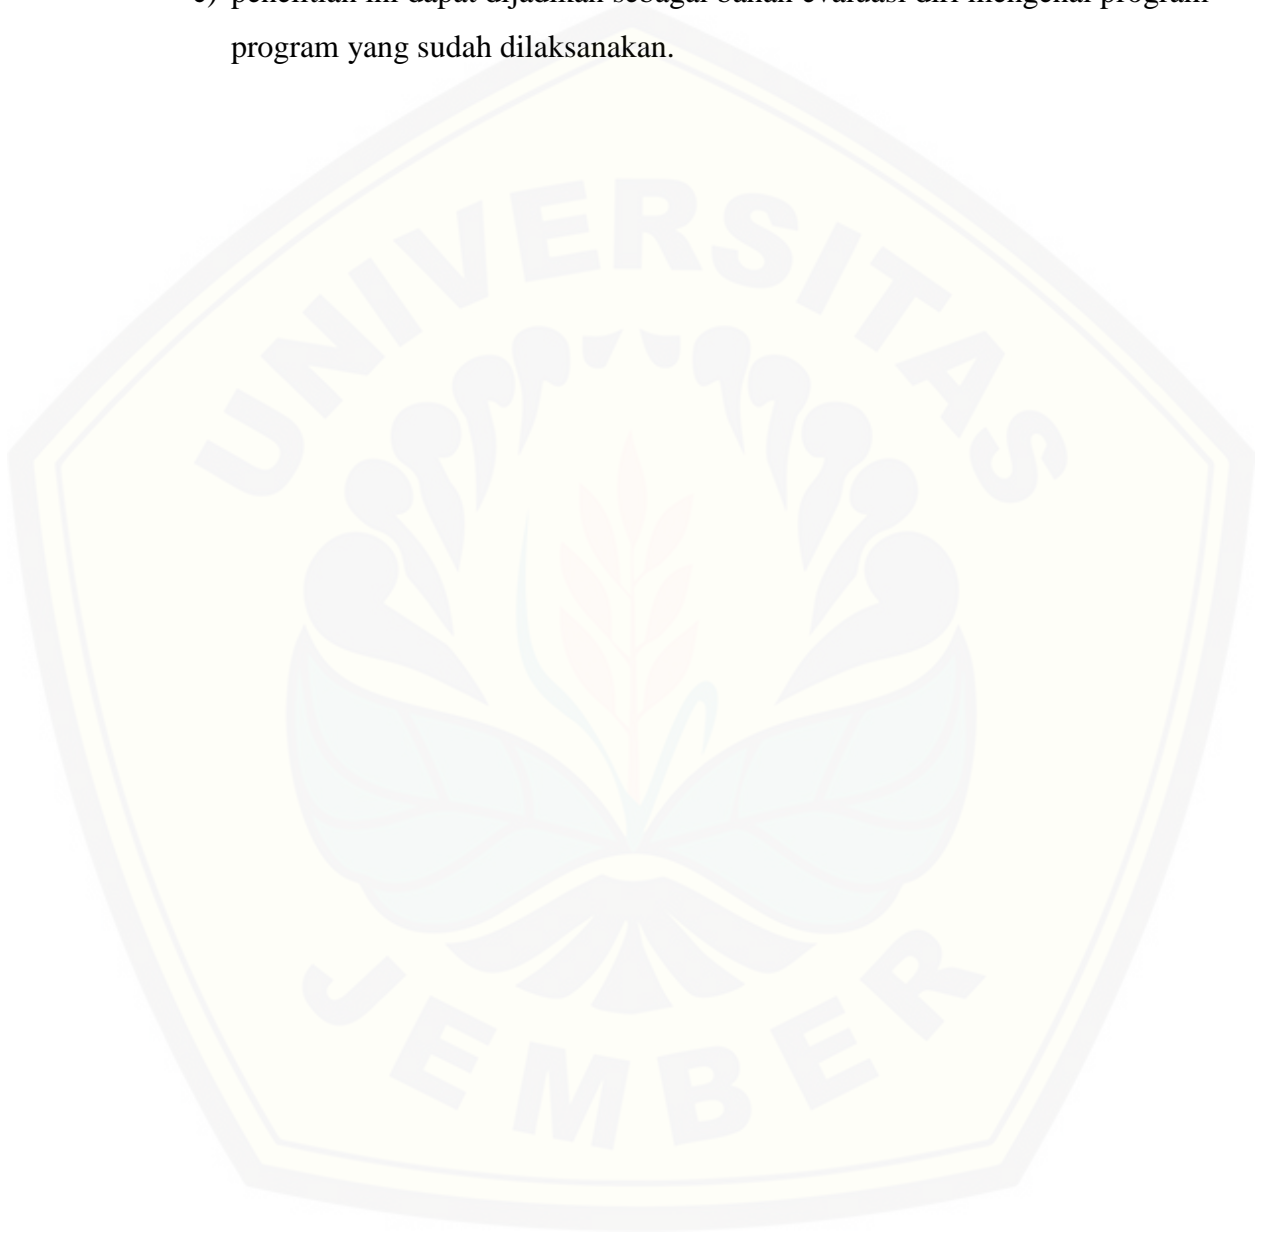 c) penelitian ini dapat dijadikan sebagai bahan evaluasi diri mengenai program
program yang sudah dilaksanakan.
UNIVERSITAS
JEMBER